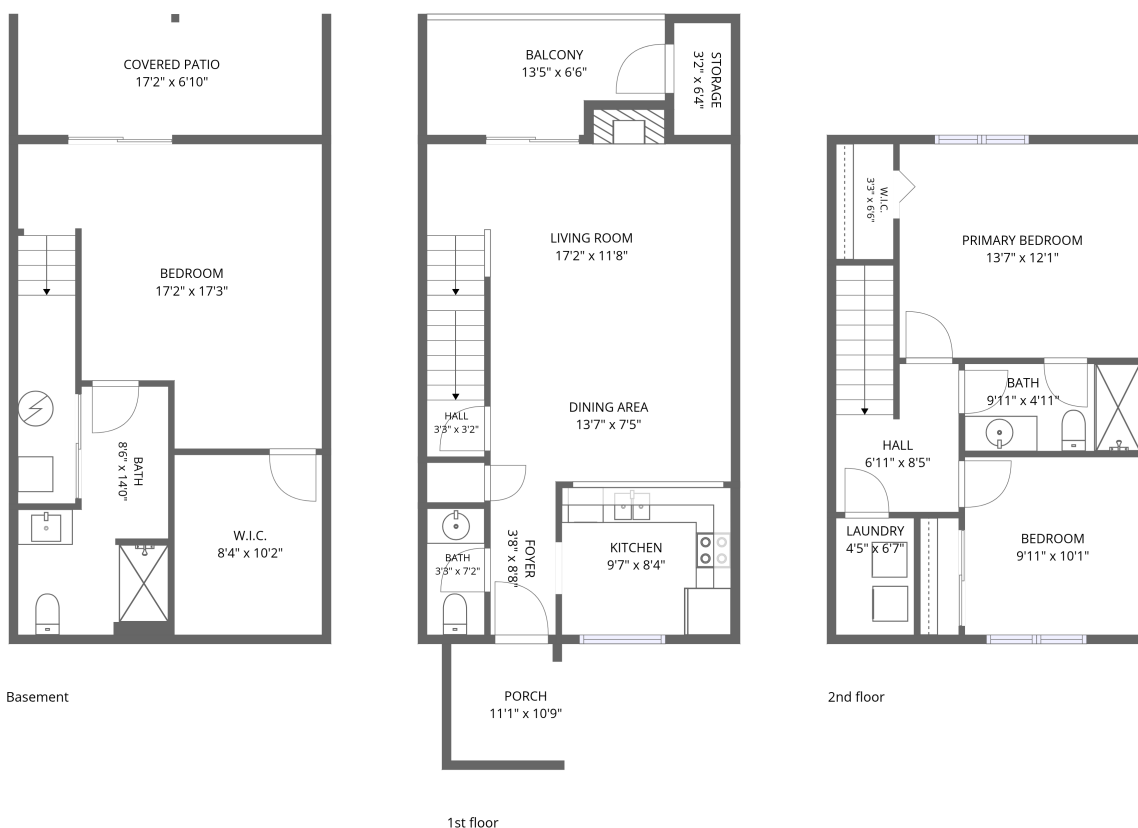 COVERED PATIO
17'2" x 6'10"
BEDROOM
17'2" x 17'3"
BATH
8'6" x 14'0"
W.I.C.
8'4" x 10'2"
Basement
BALCONY
13'5" x 6'6"
STORAGE
3'2" x 6'4"
LIVING ROOM
17'2" x 11'8"
DINING AREA
13'7" x 7'5"
HALL
3'3" x 3'2"
FOYER
3'8" x 8'8"
BATH
3'3" x 7'2"
KITCHEN
9'7" x 8'4"
PORCH
11'1" x 10'9"
1st floor
W.I.C.
3'3" x 6'6"
PRIMARY BEDROOM
13'7" x 12'1"
BATH
9'11" x 4'11"
HALL
6'11" x 8'5"
LAUNDRY
4'5" x 6'7"
BEDROOM
9'11" x 10'1"
2nd floor